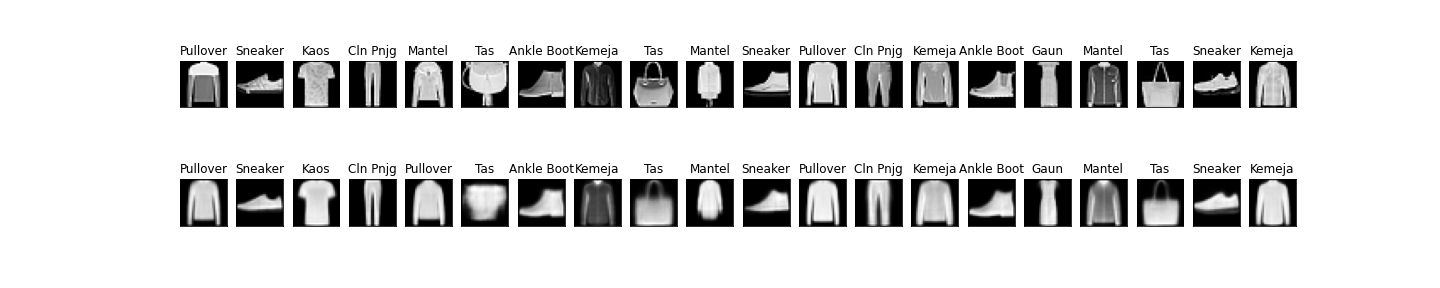 Pullover Sneaker Kaos Cln Pnjg Mantel Tas Ankle Boot Kemeja Tas Mantel Sneaker Pullover Cln Pnjg Kemeja Ankle Boot Gaun Mantel Tas Sneaker Kemeja
Pullover Sneaker Kaos Cln Pnjg Pullover Tas Ankle Boot Kemeja Tas Mantel Sneaker Pullover Cln Pnjg Kemeja Ankle Boot Gaun Mantel Tas Sneaker Kemeja